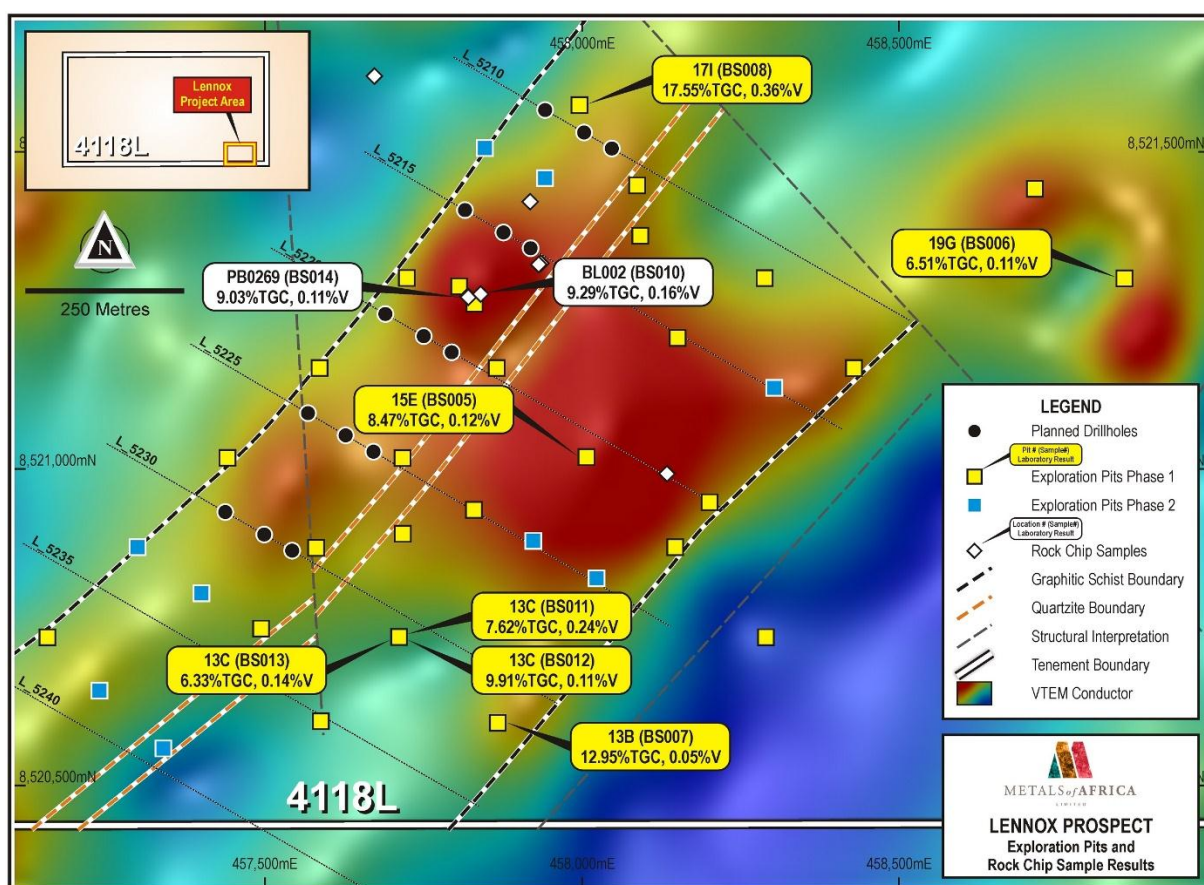 458,000mE
458,500mE
Lennox
Project Area
4118L
L_5210
17I (BS008)
17.55%TGC, 0.36%V
8,521,500mN
L_5215
N
250 Metres
PB0269 (BS014)
9.03%TGC, 0.11%V
BL002 (BS010)
9.29%TGC, 0.16%V
19G (BS006)
6.51%TGC, 0.11%V
L_5225
15E (BS005)
8.47%TGC, 0.12%V
8,521,000mN
L_5230
L_5235
13C (BS011)
7.62%TGC, 0.24%V
13C (BS013)
6.33%TGC, 0.14%V
13C (BS012)
9.91%TGC, 0.11%V
L_5240
13B (BS007)
12.95%TGC, 0.05%V
8,520,500mN
4118L
457,500mE
458,000mE
458,500mE
LEGEND
Planned Drillholes
Pit # (Sample#)
Laboratory Result
Exploration Pits Phase 1
Exploration Pits Phase 2
Location # (Sample#)
Laboratory Result
Rock Chip Samples
Graphitic Schist Boundary
Quartzite Boundary
Structural Interpretation
Tenement Boundary
VTEM Conductor
METALS of AFRICA
LIMITED
LENNOX PROSPECT
Exploration Pits and
Rock Chip Sample Results